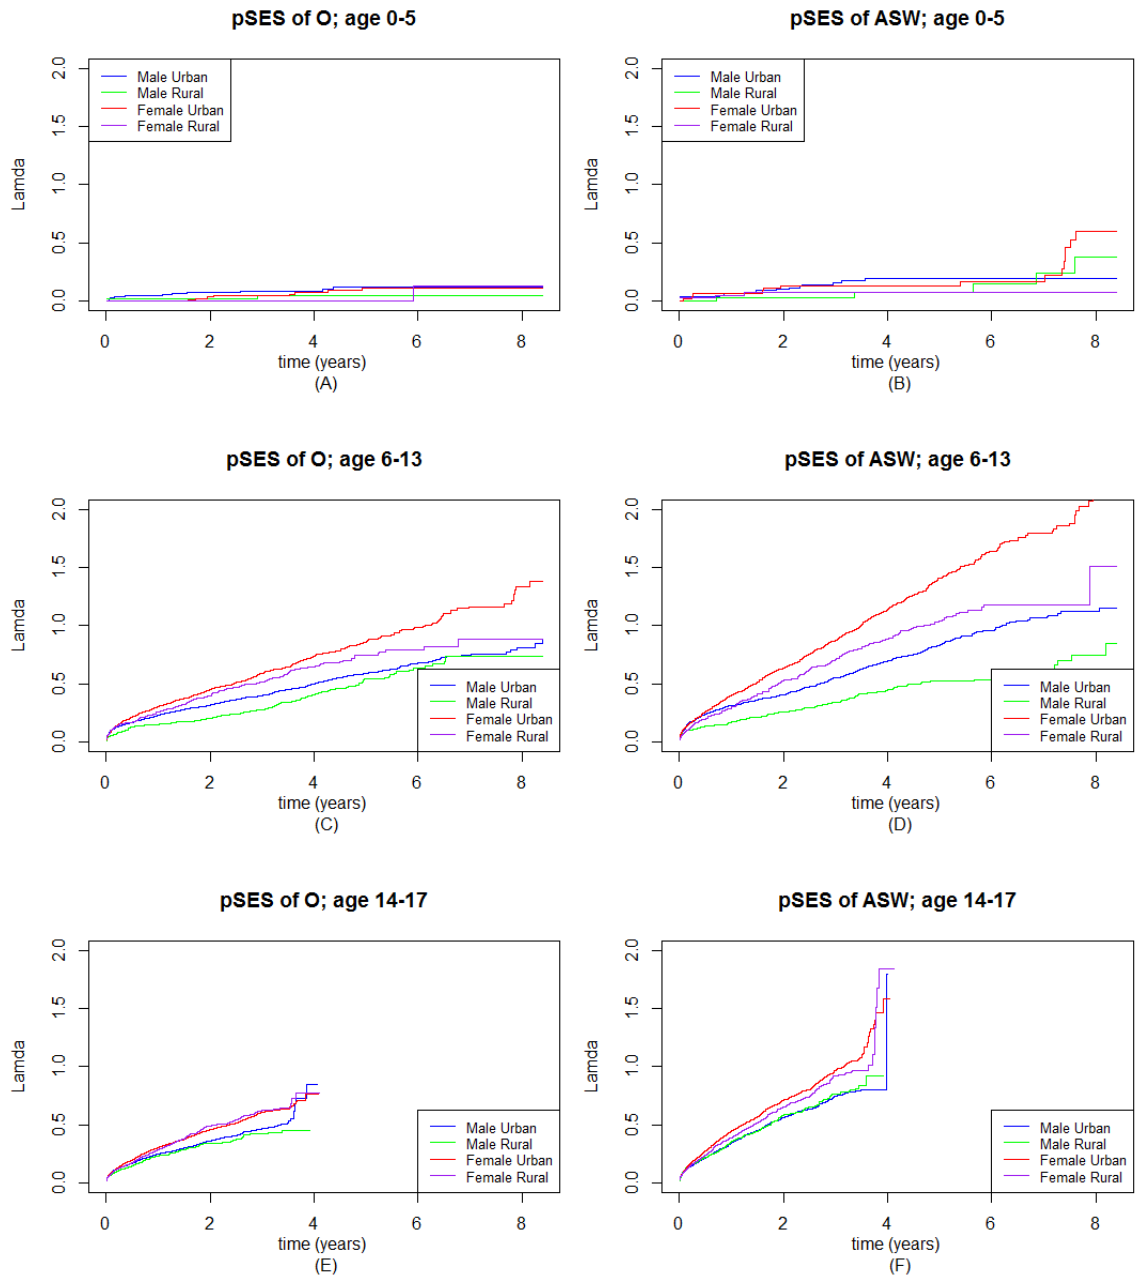 pSES of O; age 0-5
Lamda
0.0 0.5 1.0 1.5 2.0
Male Urban
Male Rural
Female Urban
Female Rural
0 2 4 6 8
time (years)
(A)
pSES of ASW; age 0-5
Lamda
0.0 0.5 1.0 1.5 2.0
Male Urban
Male Rural
Female Urban
Female Rural
0 2 4 6 8
time (years)
(B)
pSES of O; age 6-13
Lamda
0.0 0.5 1.0 1.5 2.0
Male Urban
Male Rural
Female Urban
Female Rural
0 2 4 6 8
time (years)
(C)
pSES of ASW; age 6-13
Lamda
0.0 0.5 1.0 1.5 2.0
Male Urban
Male Rural
Female Urban
Female Rural
0 2 4 6 8
time (years)
(D)
pSES of O; age 14-17
Lamda
0.0 0.5 1.0 1.5 2.0
Male Urban
Male Rural
Female Urban
Female Rural
0 2 4 6 8
time (years)
(E)
pSES of ASW; age 14-17
Lamda
0.0 0.5 1.0 1.5 2.0
Male Urban
Male Rural
Female Urban
Female Rural
0 2 4 6 8
time (years)
(F)